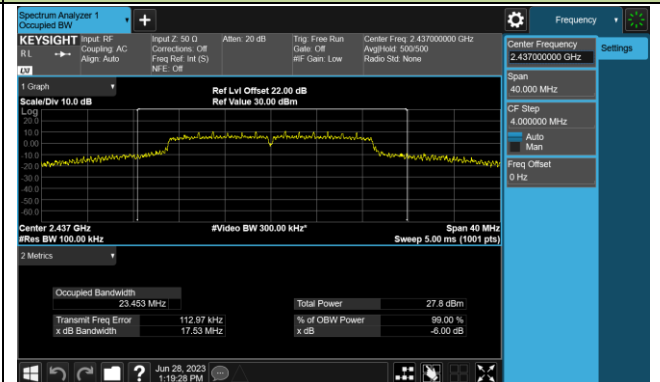 Spectrum Analyzer 1
Occupied BW
+
Frequency
KEYSIGHT
RL
LXI
Input: RF
Coupling: AC
Align: Auto
Input Z: 50 Ω
Corrections: Off
Freq Ref: Int (S)
NFE: Off
Atten: 20 dB
Trig: Free Run
Gate: Off
#IF Gain: Low
Center Freq: 2.437000000 GHz
Avg|Hold: 500/500
Radio Std: None
Center Frequency
2.437000000 GHz
Settings
Span
40.000 MHz
CF Step
4.000000 MHz
Auto
Man
Freq Offset
0 Hz
1 Graph
Scale/Div 10.0 dB
Ref Lvl Offset 22.00 dB
Ref Value 30.00 dBm
Log
20.0
10.0
0.00
-10.0
-20.0
-30.0
-40.0
-50.0
-60.0
Center 2.437 GHz
#Res BW 100.00 kHz
#Video BW 300.00 kHz*
Span 40 MHz
Sweep 5.00 ms (1001 pts)
2 Metrics
Occupied Bandwidth
23.453 MHz
Total Power 27.8 dBm
Transmit Freq Error 112.97 kHz
% of OBW Power 99.00 %
x dB Bandwidth 17.53 MHz
x dB -6.00 dB
?
Jun 28, 2023
1:19:28 PM